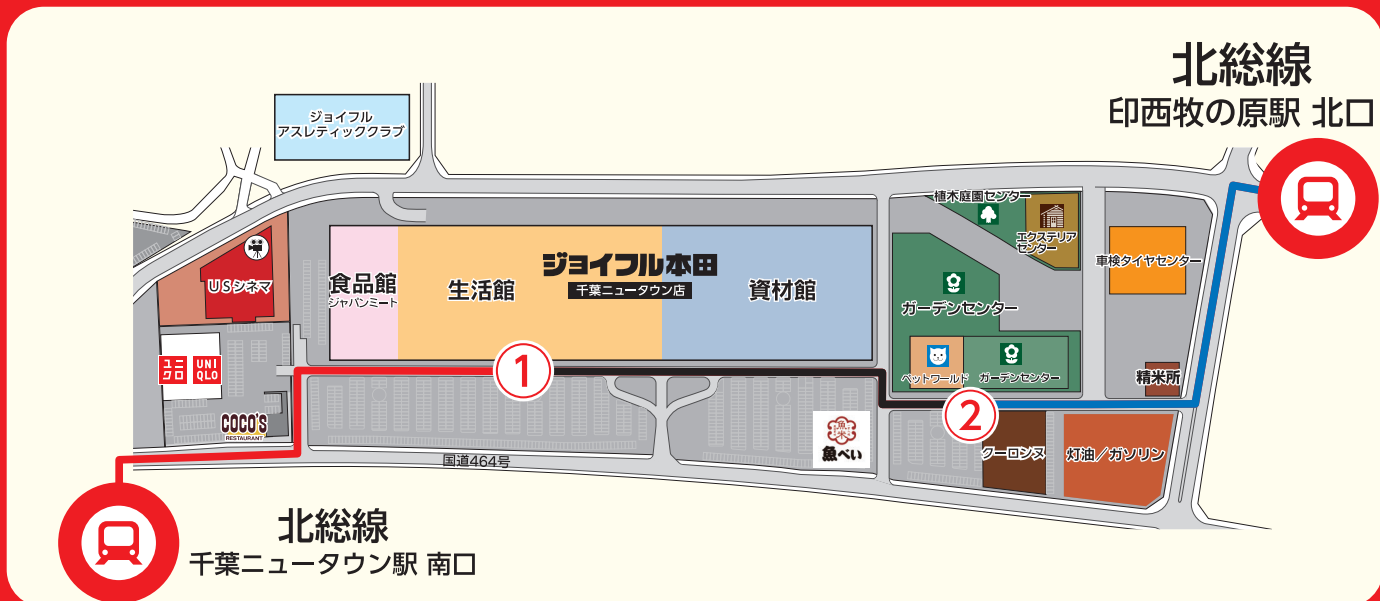 北総線
印西牧の原駅 北口
ジョイフル
アスレティッククラブ
植木庭園センター
エクステリア
センター
車検タイヤセンター
USシネマ
食品館
ジャパンミート
生活館
ジョイフル本田
千葉ニュータウン店
資材館
ガーデンセンター
ユニ
クロ
UNI
QLO
1
ペットワールド
ガーデンセンター
精米所
2
COCO'S
RESTAURANT
魚米
魚べい
クーロンヌ
灯油/ガソリン
国道464号
北総線
千葉ニュータウン駅 南口